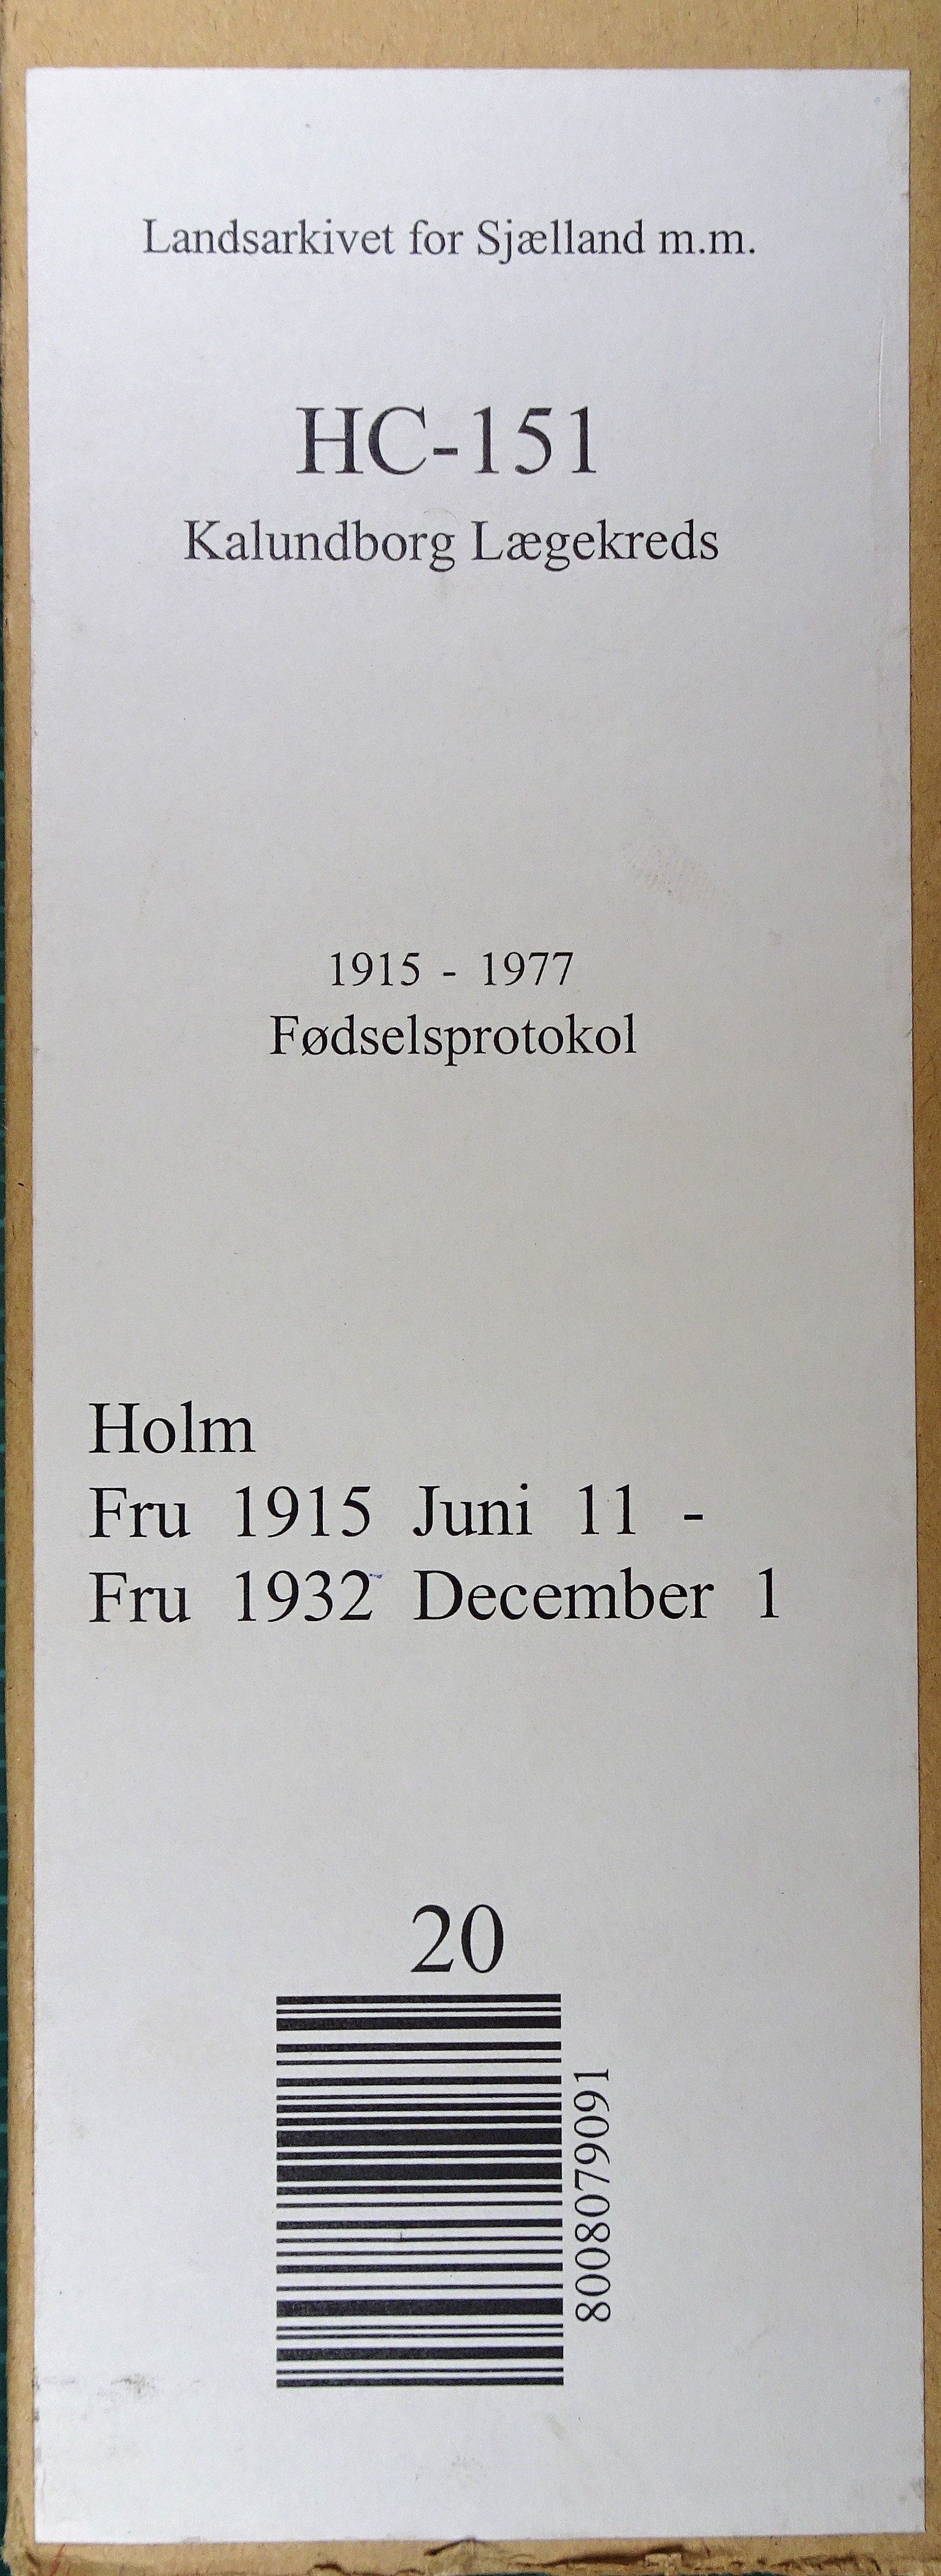 Landsarkivet for Sjælland m.m.
HC-151
Kalundborg Lægekreds
1915 - 1977
Fødselsprotokol
Holm
Fru 1915 Juni 11 -
Fru 1932 December 1
20
8008079091